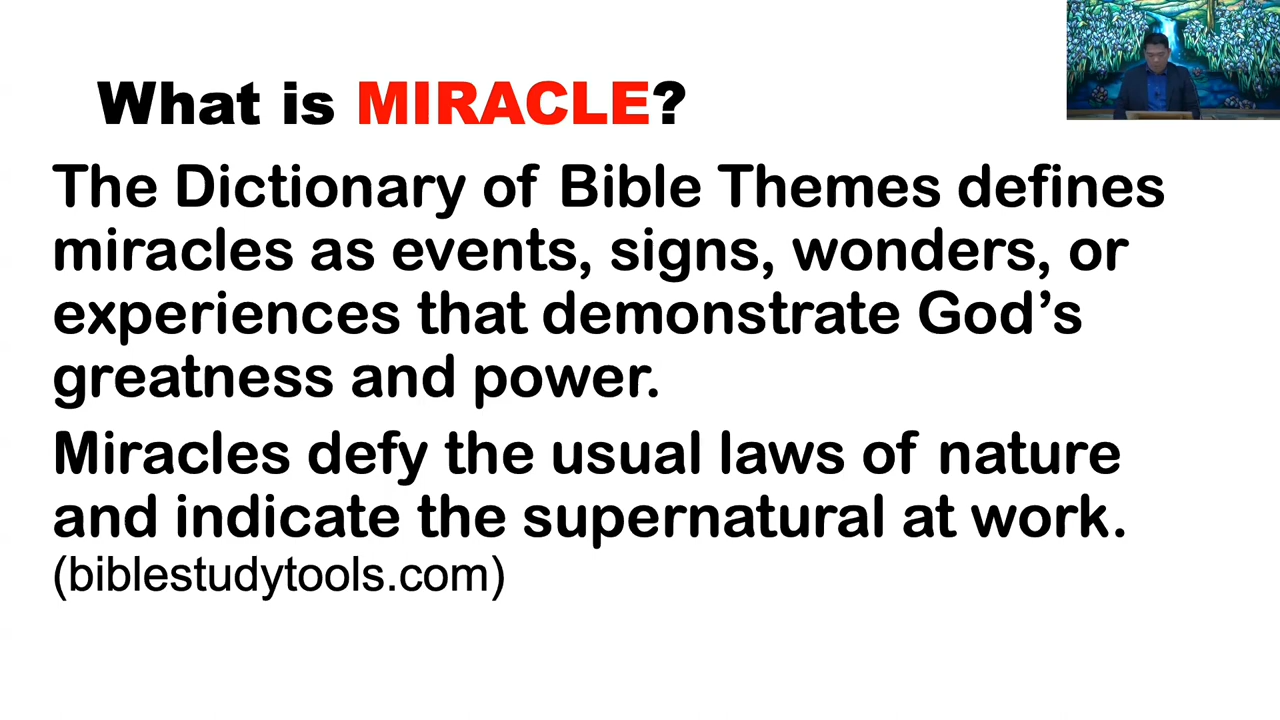 What is MIRACLE?
The Dictionary of Bible Themes defines
miracles as events, signs, wonders, or
experiences that demonstrate God’s
greatness and power.
Miracles defy the usual laws of nature
and indicate the supernatural at work.
(biblestudytools.com)